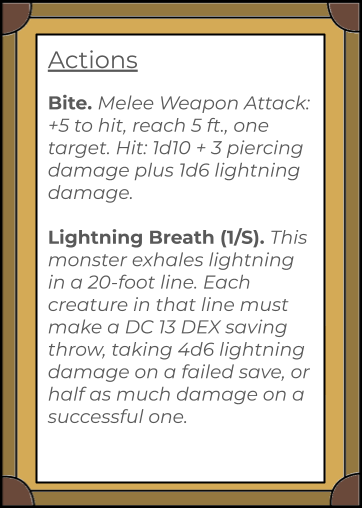 Actions
Bite. Melee Weapon Attack:
+5 to hit, reach 5 ft., one
target. Hit: 1d10 + 3 piercing
damage plus 1d6 lightning
damage.
Lightning Breath (1/S). This
monster exhales lightning
in a 20-foot line. Each
creature in that line must
make a DC 13 DEX saving
throw, taking 4d6 lightning
damage on a failed save, or
half as much damage on a
successful one.